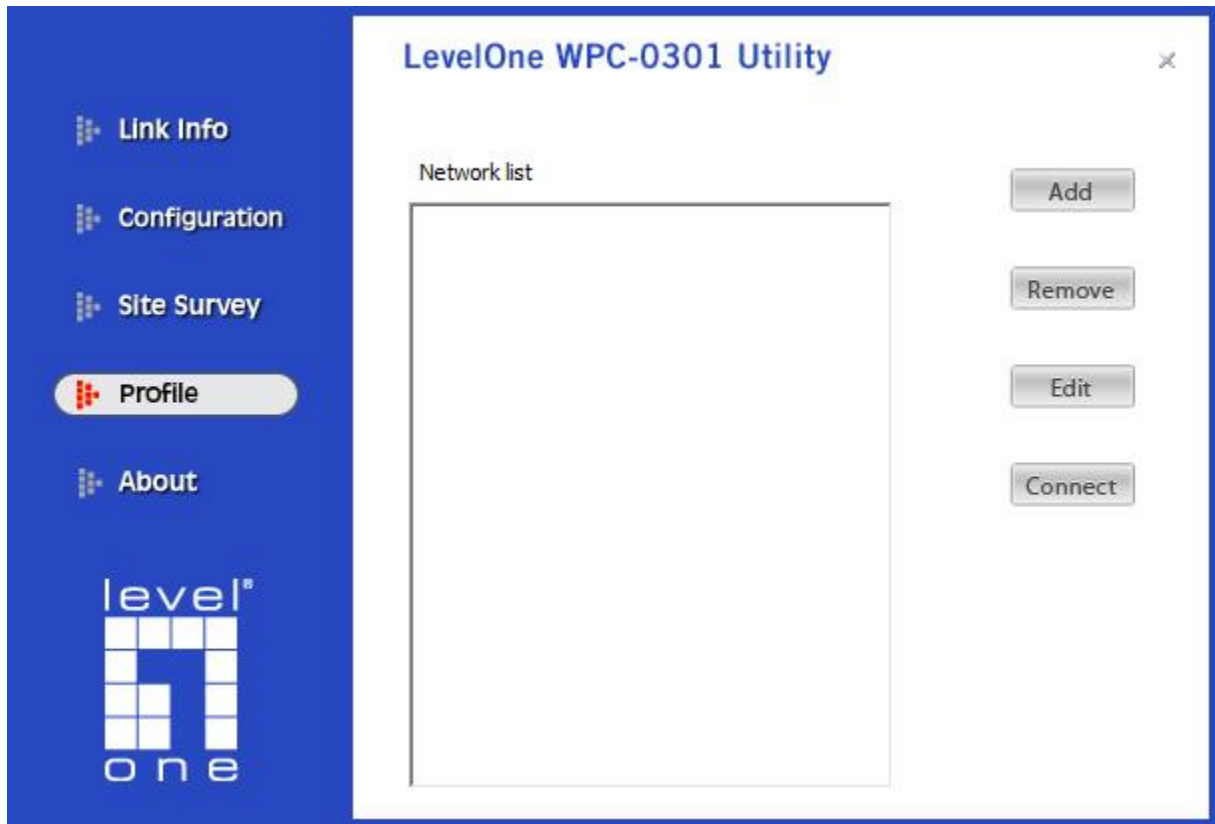 LevelOne WPC-0301 Utility
Link Info
Configuration
Site Survey
Profile
About
level®
one
Network list
Add
Remove
Edit
Connect